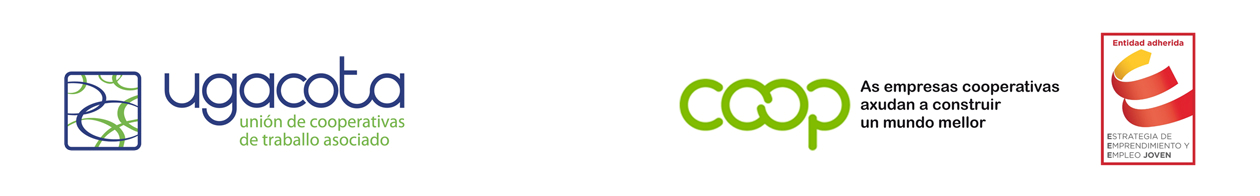 ugacota
unión de cooperativas
de traballo asociado
coop
As empresas cooperativas
axudan a construir
un mundo mellor
Entidad adherida
ESTRATEGIA DE
EMPRENDIMIENTO Y
EMPLEO JOVEN